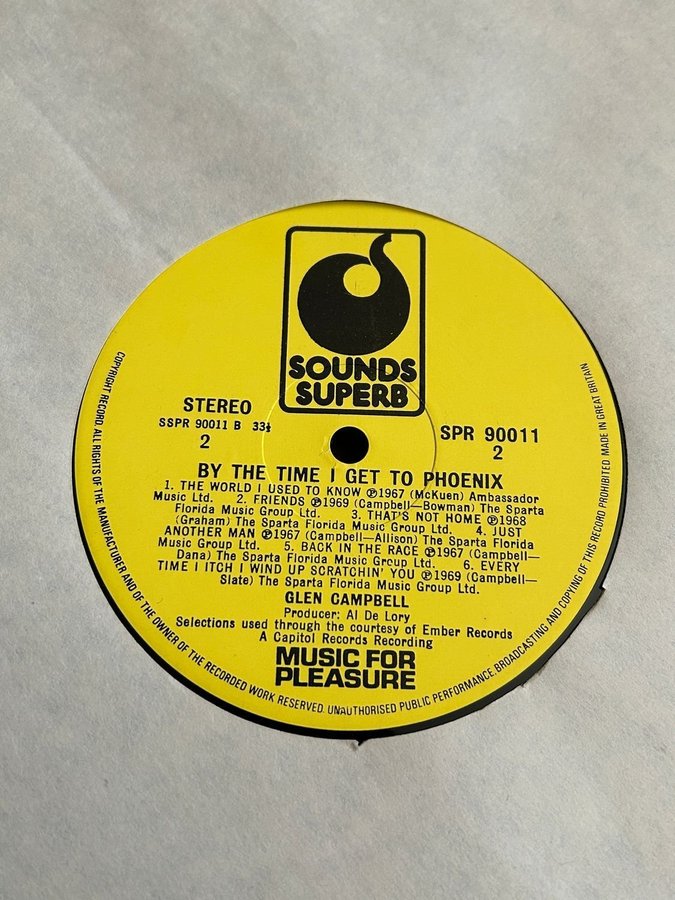 SOUNDS
SUPERB
STEREO
SSPR 90011 B 33⅓
2
SPR 90011
2
BY THE TIME I GET TO PHOENIX
1. THE WORLD I USED TO KNOW ℗1967 (McKuen) Ambassador
Music Ltd. 2. FRIENDS ℗1969 (Campbell—Bowman) The Sparta
Florida Music Group Ltd. 3. THAT'S NOT HOME ℗1968
(Graham) The Sparta Florida Music Group Ltd. 4. JUST
ANOTHER MAN ℗1967 (Campbell—Allison) The Sparta Florida
Music Group Ltd. 5. BACK IN THE RACE ℗1967 (Campbell—
Dana) The Sparta Florida Music Group Ltd. 6. EVERY
TIME I ITCH I WIND UP SCRATCHIN' YOU ℗1969 (Campbell—
Slate) The Sparta Florida Music Group Ltd.
GLEN CAMPBELL
Producer: Al De Lory
Selections used through the courtesy of Ember Records
A Capitol Records Recording
MUSIC FOR
PLEASURE
COPYRIGHT RECORD. ALL RIGHTS OF THE MANUFACTURER AND OF THE OWNER OF THE RECORDED WORK RESERVED. UNAUTHORISED PUBLIC PERFORMANCE, BROADCASTING AND COPYING OF THIS RECORD PROHIBITED. MADE IN GREAT BRITAIN